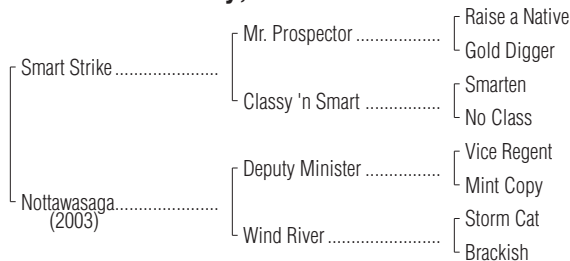 Raise a Native
Mr. Prospector ..................
Gold Digger
Smart Strike ......................
Smarten
Classy 'n Smart ................
No Class
Vice Regent
Deputy Minister ................
Mint Copy
Nottawasaga......................
(2003)
Storm Cat
Wind River ........................
Brackish